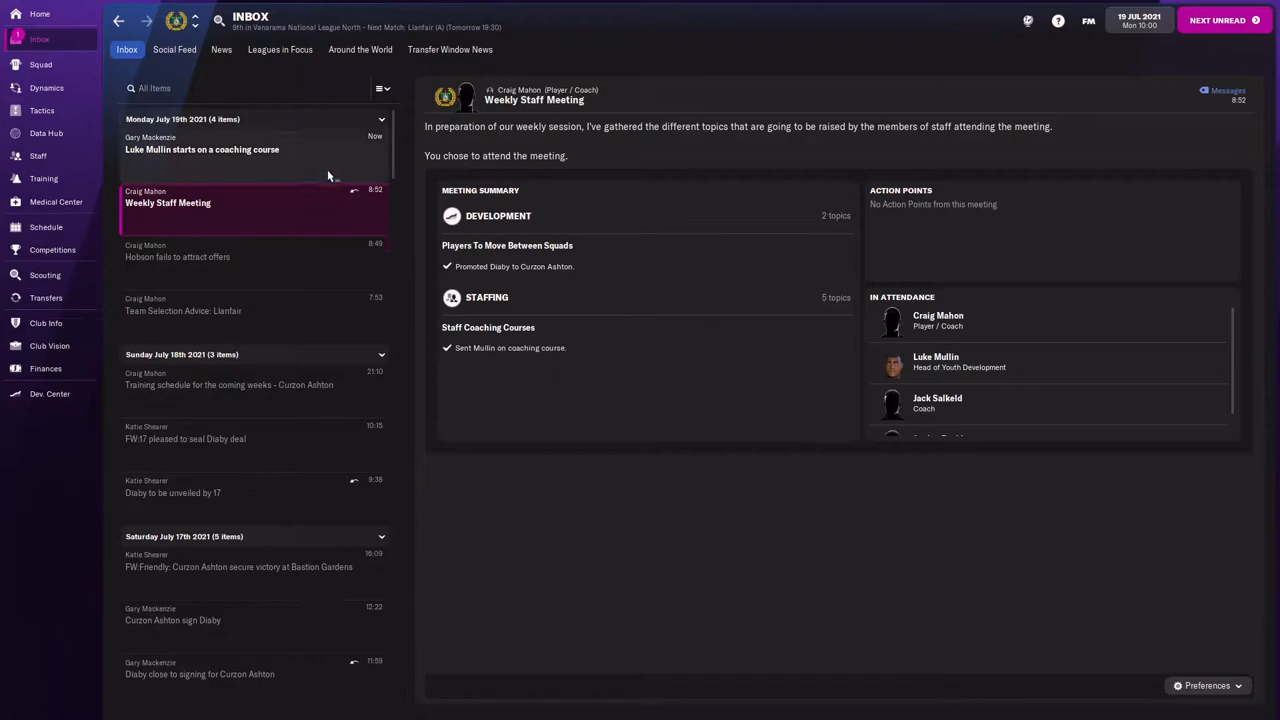 Home
1
Inbox
Squad
Dynamics
Tactics
Data Hub
Staff
Training
Medical Center
Schedule
Competitions
Scouting
Transfers
Club Info
Club Vision
Finances
Dev. Center
INBOX
9th in Vanarama National League North - Next Match: Llanfair (A) (Tomorrow 19:30)
?
FM
19 JUL 2021
Mon 10:00
NEXT UNREAD
Inbox
Social Feed
News
Leagues in Focus
Around the World
Transfer Window News
All Items
Monday July 19th 2021 (4 items)
Gary Mackenzie
Now
Luke Mullin starts on a coaching course
Craig Mahon
8:52
Weekly Staff Meeting
Craig Mahon
8:49
Hobson fails to attract offers
Craig Mahon
7:53
Team Selection Advice: Llanfair
Sunday July 18th 2021 (3 items)
Craig Mahon
21:10
Training schedule for the coming weeks - Curzon Ashton
Katie Shearer
10:15
FW:17 pleased to seal Diaby deal
Katie Shearer
9:38
Diaby to be unveiled by 17
Saturday July 17th 2021 (5 items)
Katie Shearer
16:09
FW:Friendly: Curzon Ashton secure victory at Bastion Gardens
Gary Mackenzie
12:22
Curzon Ashton sign Diaby
Gary Mackenzie
11:59
Diaby close to signing for Curzon Ashton
Craig Mahon (Player / Coach)
Weekly Staff Meeting
Messages
8:52
In preparation of our weekly session, I've gathered the different topics that are going to be raised by the members of staff attending the meeting.
You chose to attend the meeting.
MEETING SUMMARY
DEVELOPMENT
2 topics
Players To Move Between Squads
Promoted Diaby to Curzon Ashton.
STAFFING
5 topics
Staff Coaching Courses
Sent Mullin on coaching course.
ACTION POINTS
No Action Points from this meeting
IN ATTENDANCE
Craig Mahon
Player / Coach
Luke Mullin
Head of Youth Development
Jack Salkeld
Coach
Preferences